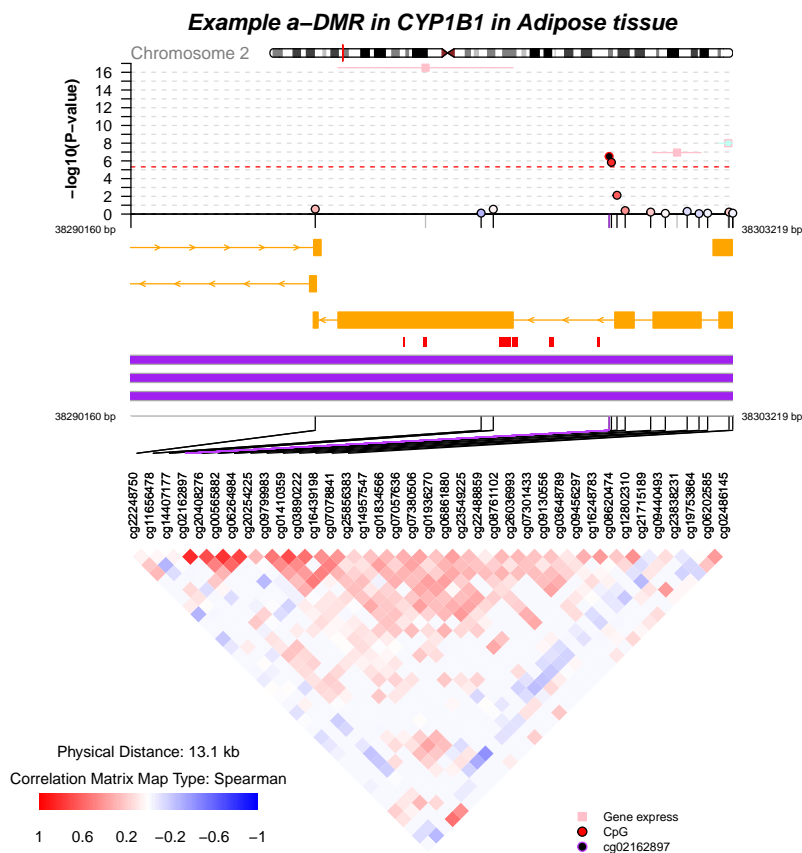 Example a−DMR in CYP1B1 in Adipose tissue
Chromosome 2
−log10(P−value)
16
14
12
10
8
6
4
2
0
38290160 bp
38303219 bp
38290160 bp
38303219 bp
cg22248750
cg11656478
cg14407177
cg02162897
cg20408276
cg00565882
cg06264984
cg20254225
cg09799983
cg01410359
cg03890222
cg16439198
cg07078841
cg25856383
cg14957547
cg01834566
cg07057636
cg07380506
cg01936270
cg06861880
cg23549225
cg22488859
cg08761102
cg26036993
cg07301433
cg09130556
cg03648789
cg09456297
cg16248783
cg08620474
cg12802310
cg21715189
cg09440493
cg23838231
cg19753864
cg06202585
cg02486145
Physical Distance: 13.1 kb
Correlation Matrix Map Type: Spearman
1 0.6 0.2 −0.2 −0.6 −1
Gene express
CpG
cg02162897